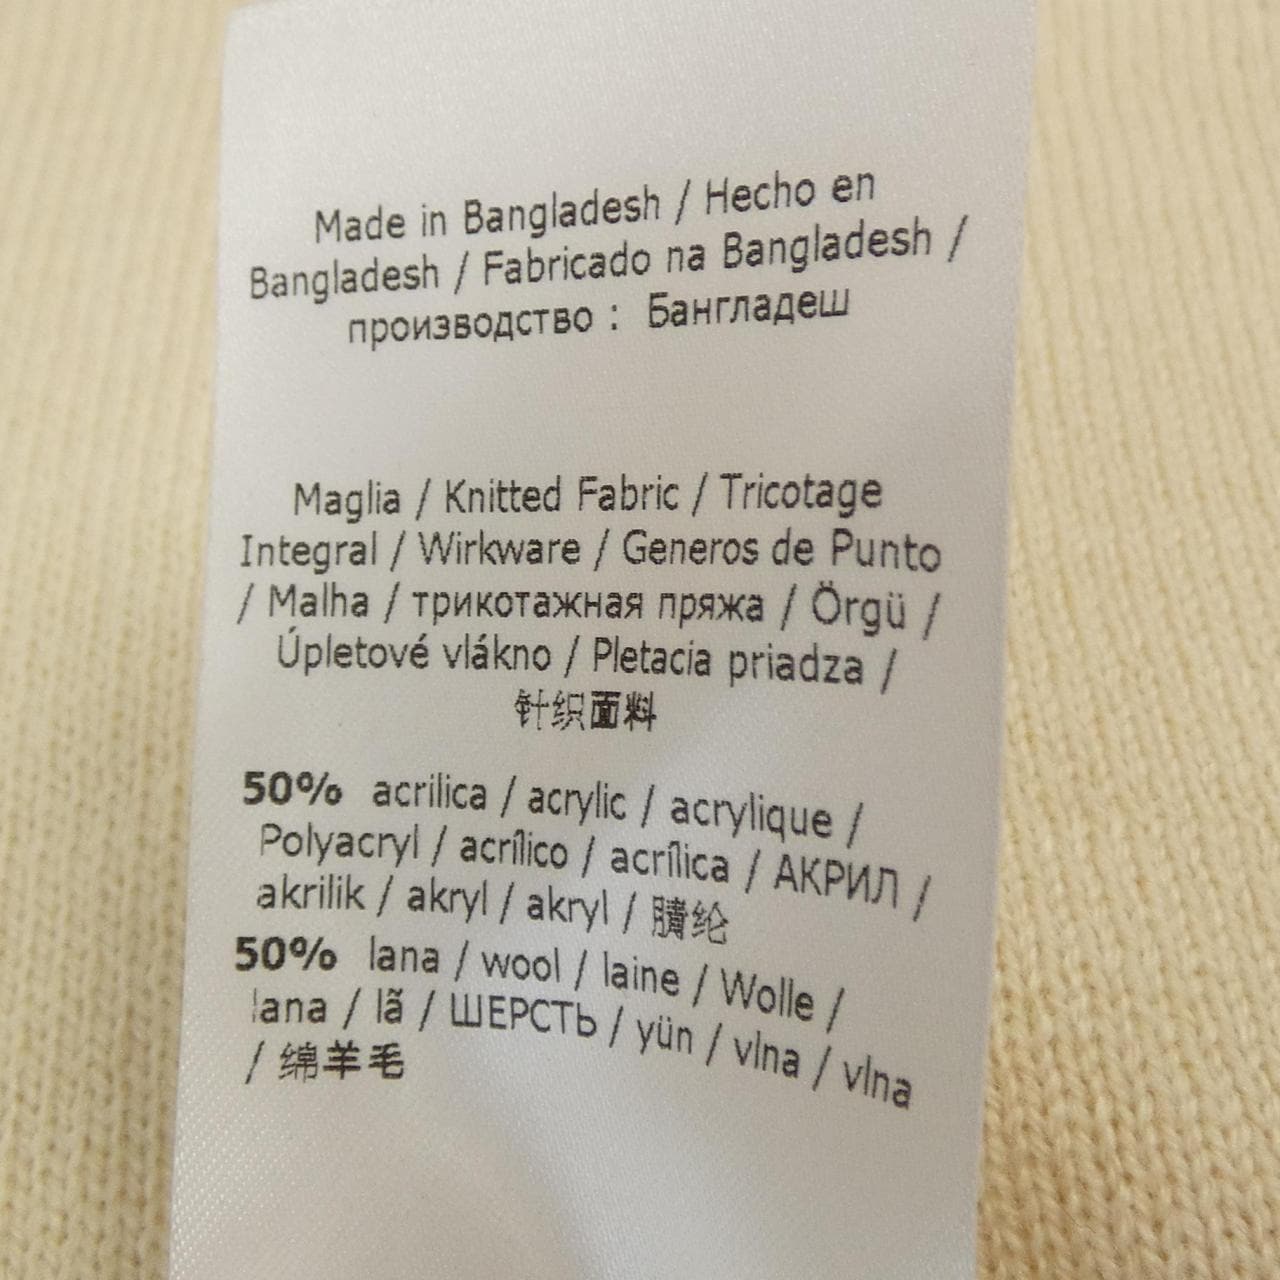 Made in Bangladesh / Hecho en
Bangladesh / Fabricado na Bangladesh /
производство : Бангладеш
Maglia / Knitted Fabric / Tricotage
Integral / Wirkware / Generos de Punto
/ Malha / трикотажная пряжа / Örgü /
Úpletové vlákno / Pletacia priadza /
针织面料
50% acrilica / acrylic / acrylique /
Polyacryl / acrílico / acrílica / АКРИЛ /
akrilik / akryl / akryl / 腈纶
50% lana / wool / laine / Wolle /
lana / lã / ШЕРСТЬ / yün / vlna / vlna
/ 绵羊毛